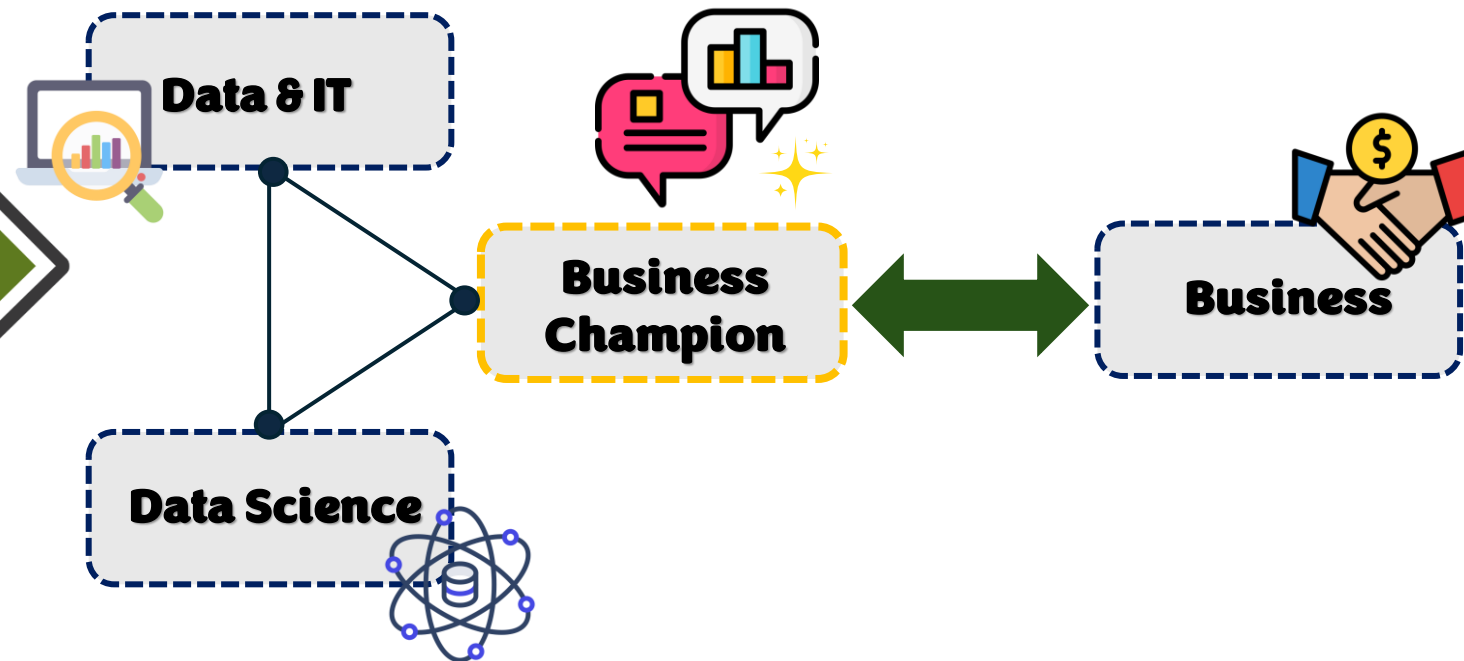 Data & IT
Business
Champion
Business
Data Science
$